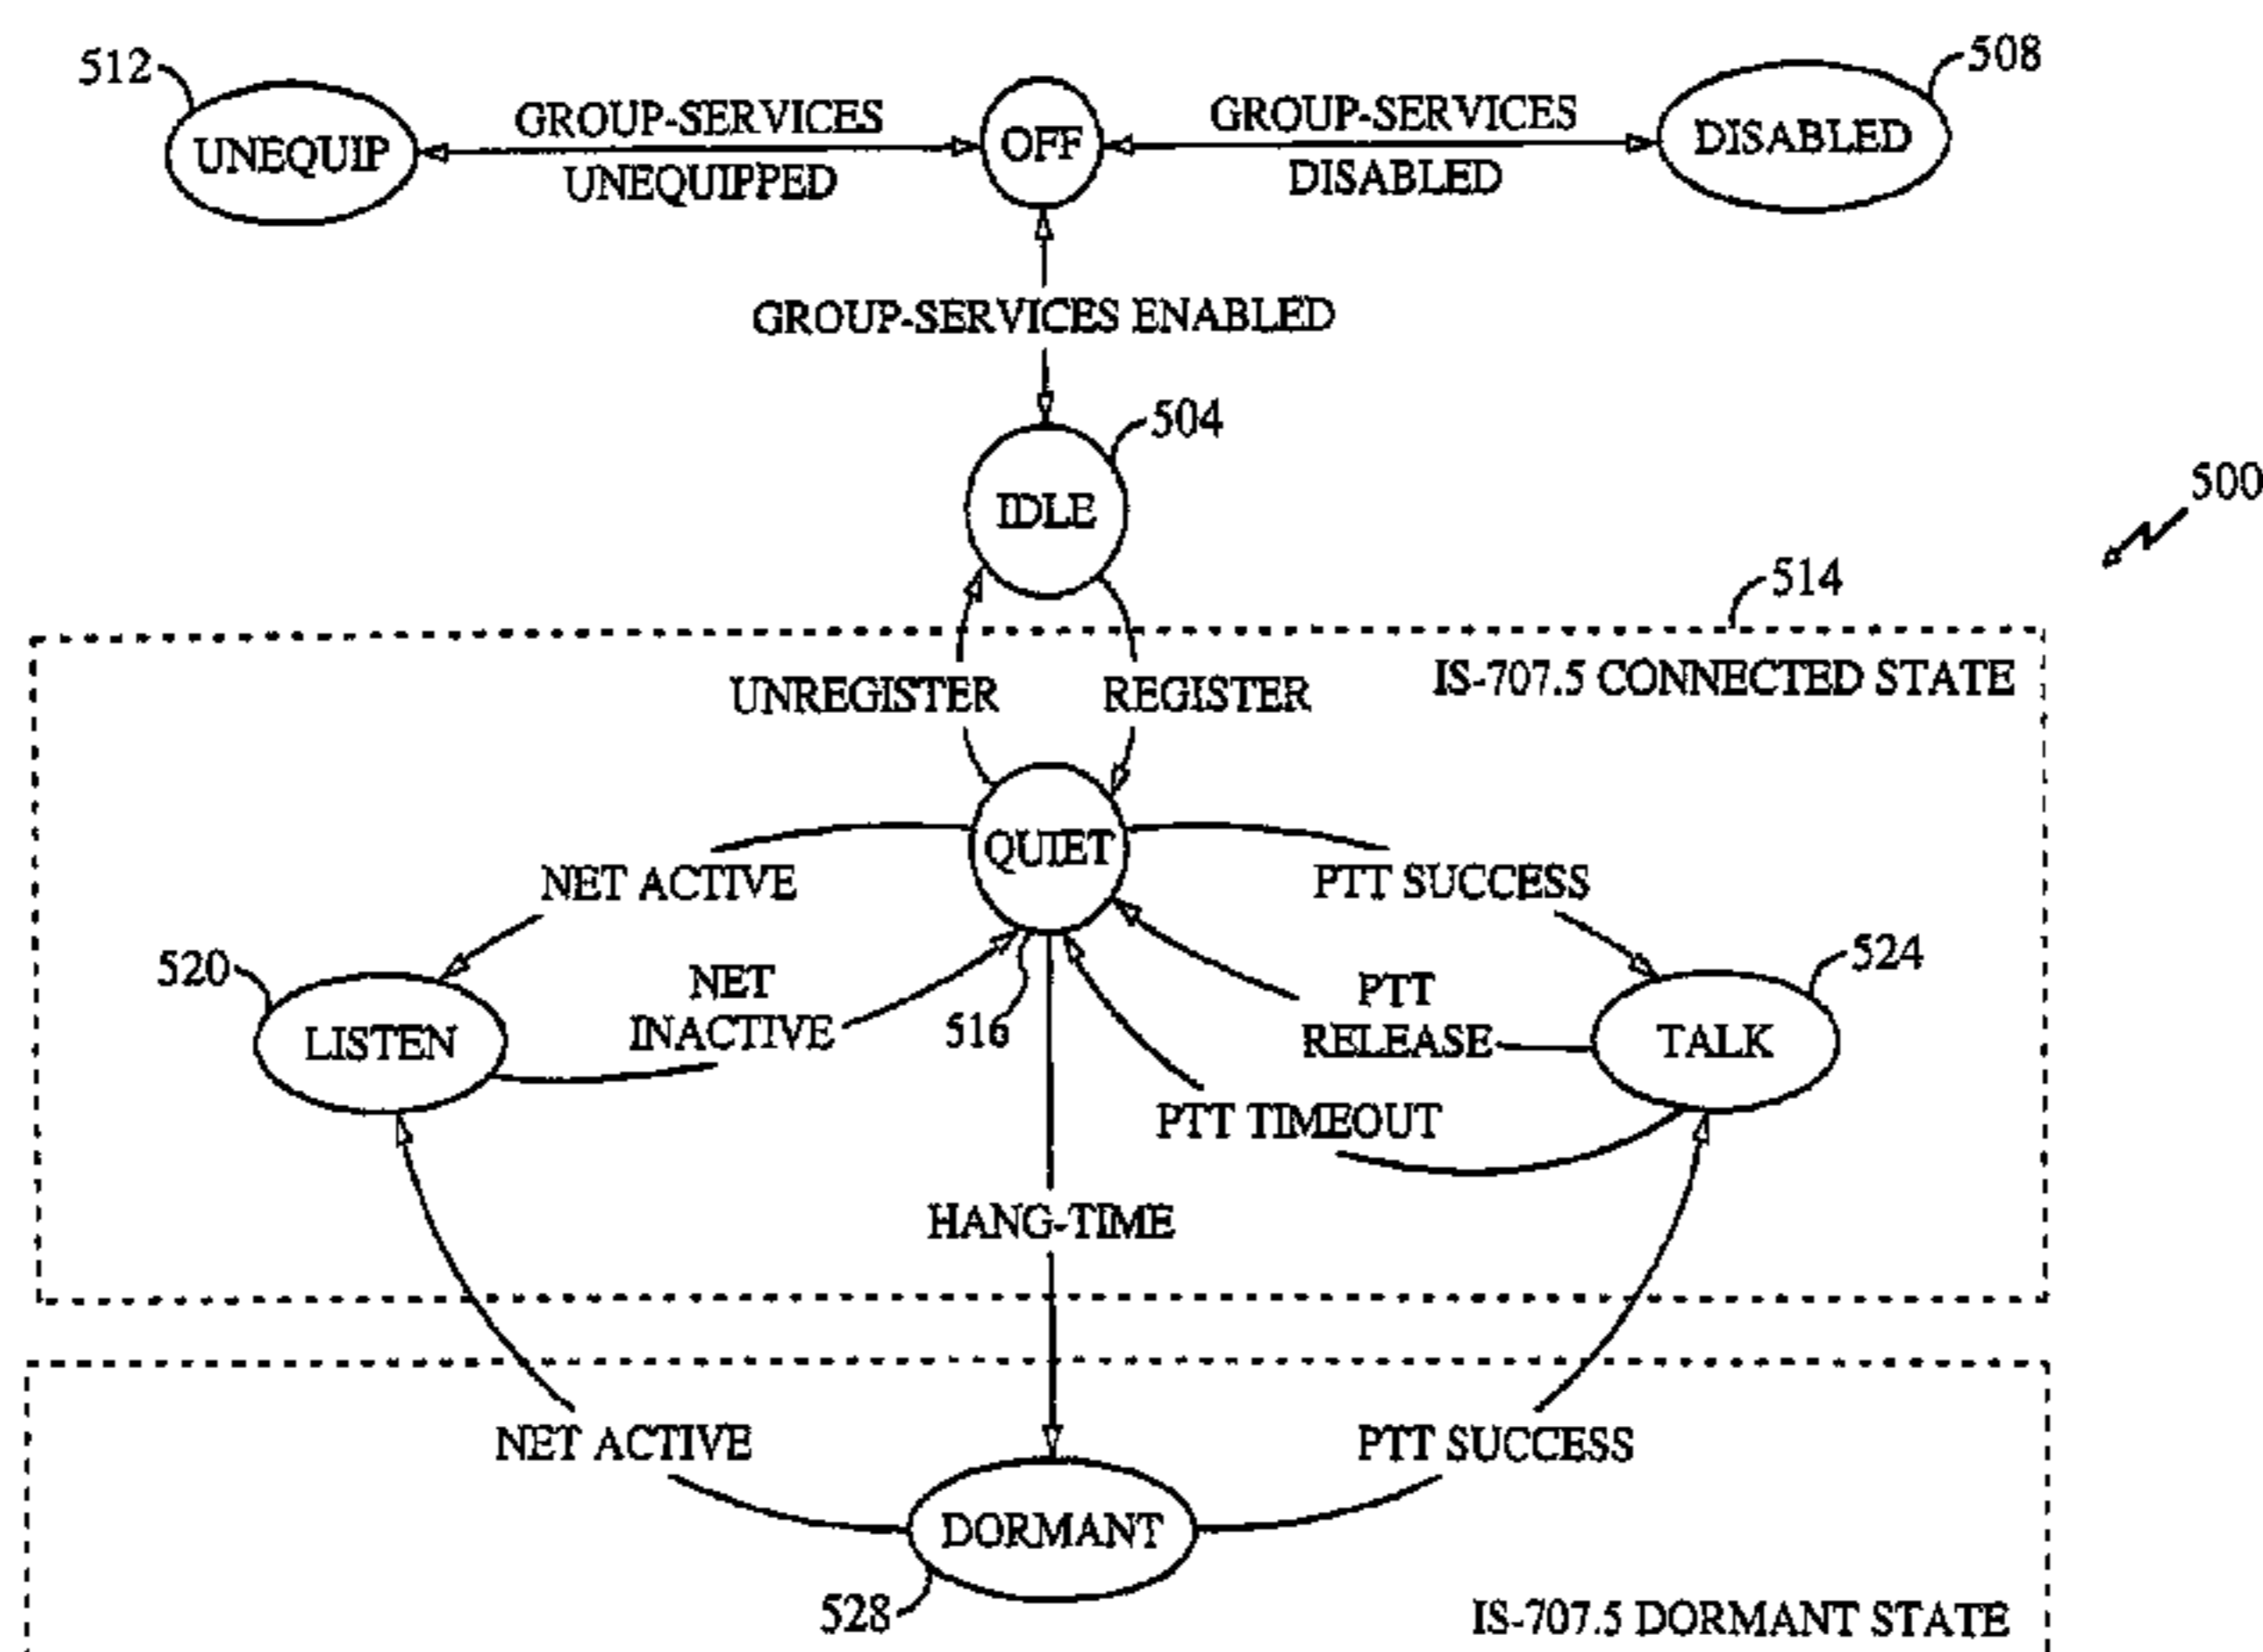 512
508
UNEQUIP
GROUP-SERVICES
UNEQUIPPED
OFF
GROUP-SERVICES
DISABLED
DISABLED
GROUP-SERVICES ENABLED
504
IDLE
500
514
IS-707.5 CONNECTED STATE
UNREGISTER
REGISTER
QUIET
NET ACTIVE
PTT SUCCESS
520
NET
INACTIVE
516
PTT
RELEASE
524
LISTEN
TALK
PTT TIMEOUT
HANG-TIME
NET ACTIVE
PTT SUCCESS
DORMANT
528
IS-707.5 DORMANT STATE